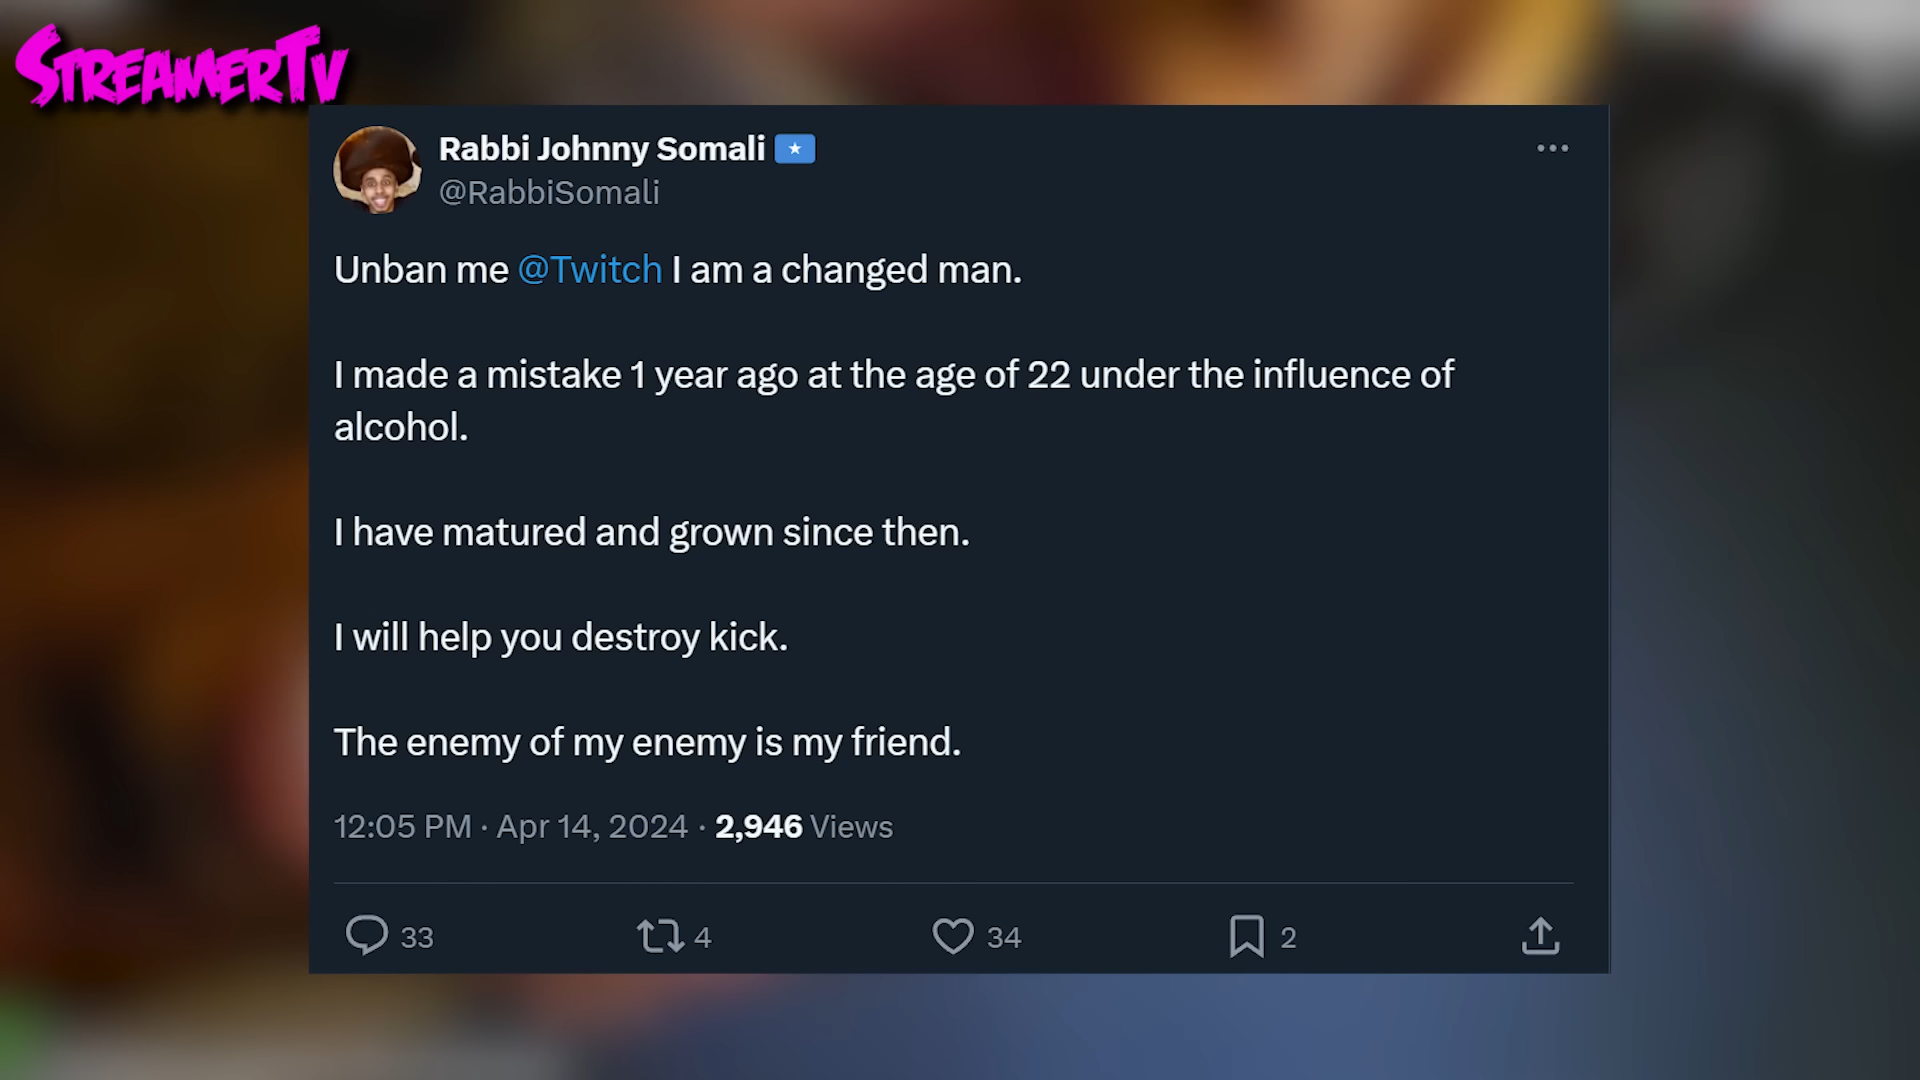 STREAMERTV
Rabbi Johnny Somali
@RabbiSomali
Unban me @Twitch I am a changed man.
I made a mistake 1 year ago at the age of 22 under the influence of
alcohol.
I have matured and grown since then.
I will help you destroy kick.
The enemy of my enemy is my friend.
12:05 PM · Apr 14, 2024 · 2,946 Views
33 4 34 2